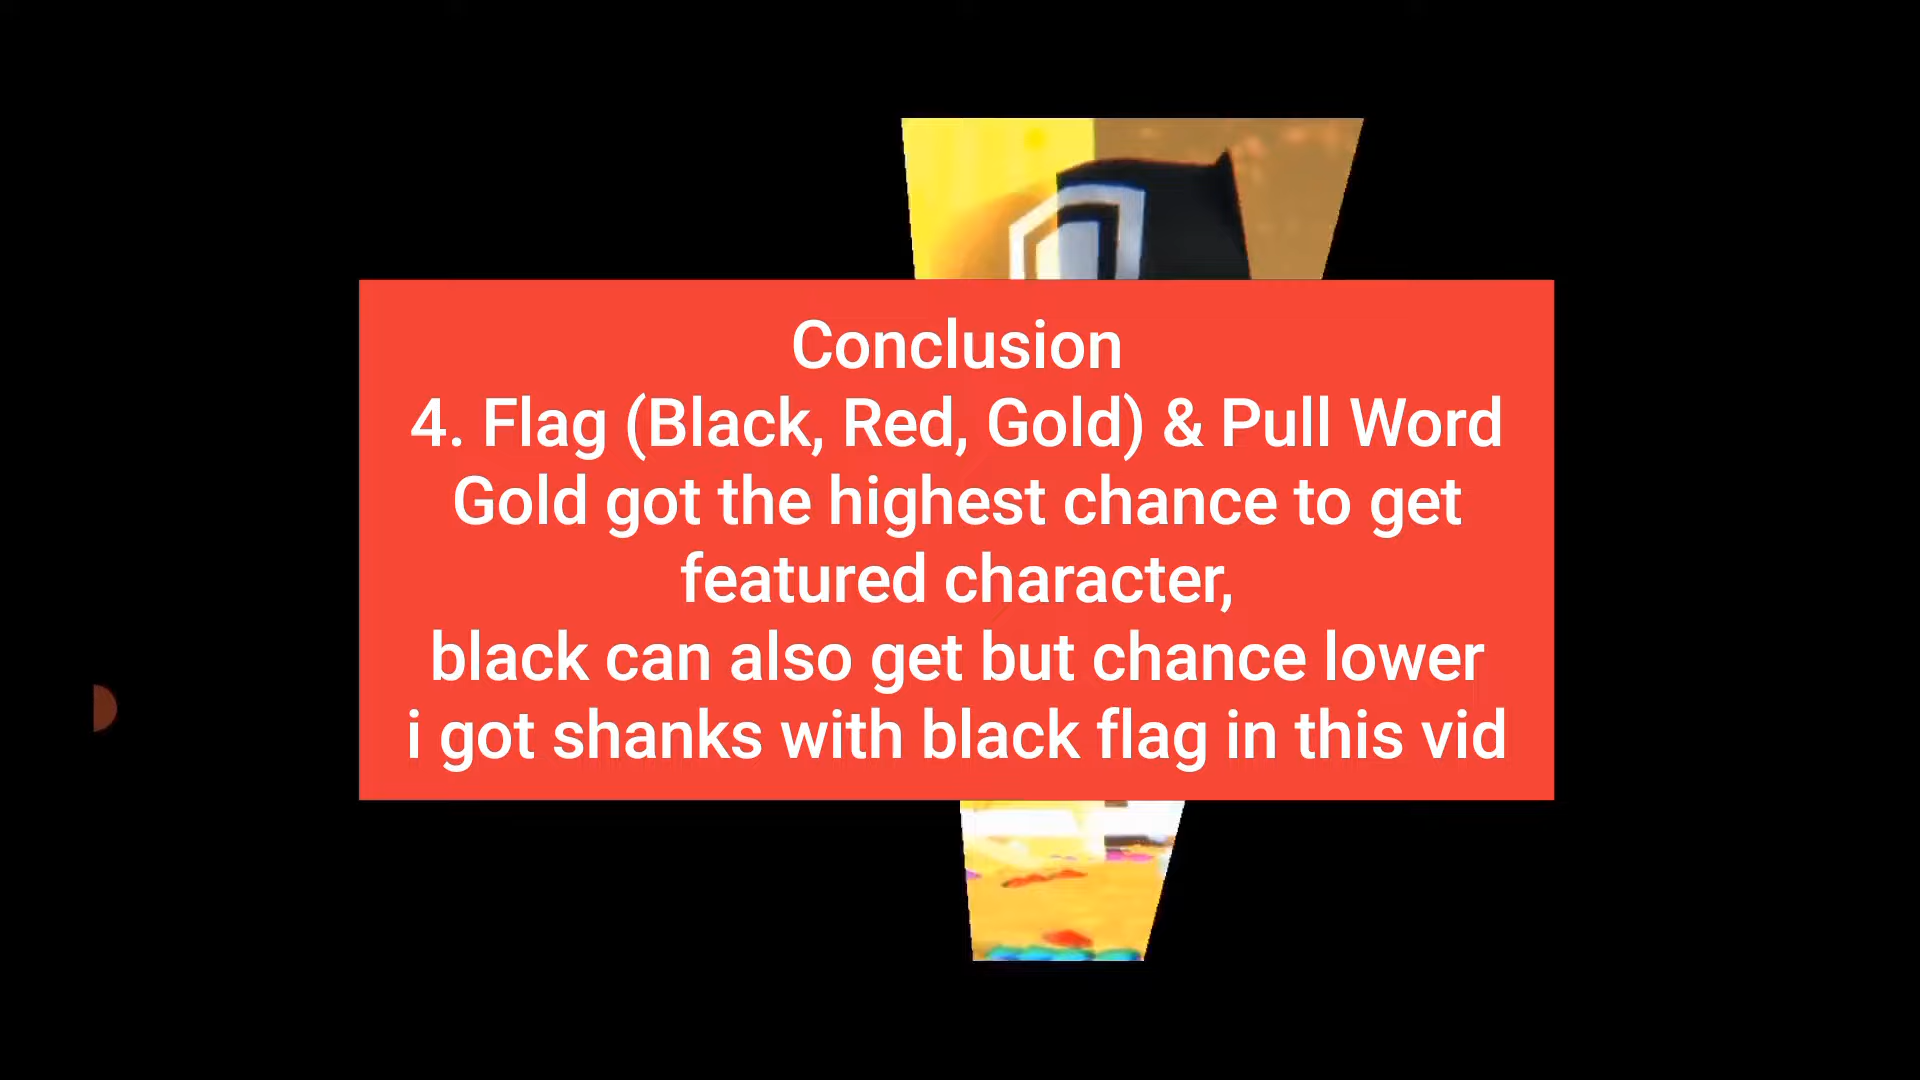 Conclusion
4. Flag (Black, Red, Gold) & Pull Word
Gold got the highest chance to get
featured character,
black can also get but chance lower
i got shanks with black flag in this vid